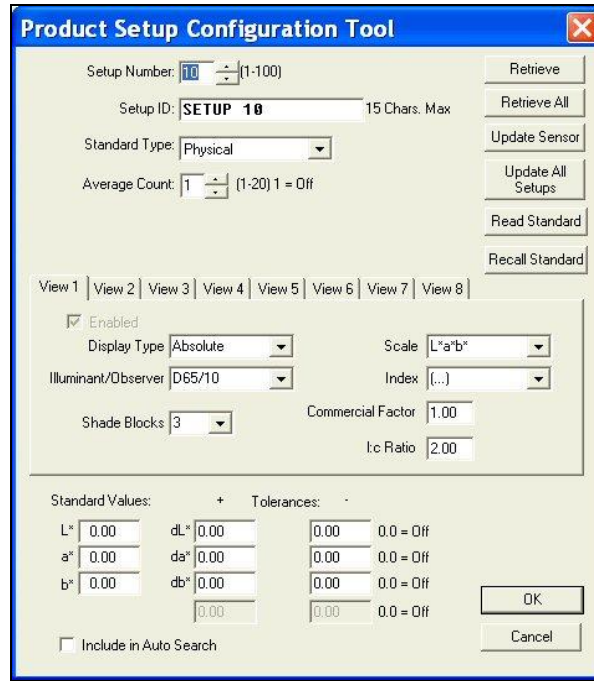 Product Setup Configuration Tool
Setup Number: 10 (1-100)
Retrieve
Setup ID: SETUP 10 15 Chars. Max
Retrieve All
Standard Type: Physical
Update Sensor
Average Count: 1 (1-20) 1 = Off
Update All
Setups
Read Standard
Recall Standard
View 1 View 2 View 3 View 4 View 5 View 6 View 7 View 8
Enabled
Display Type Absolute Scale L*a*b*
Illuminant/Observer D65/10 Index (...)
Shade Blocks 3 Commercial Factor 1.00
l:c Ratio 2.00
Standard Values: + Tolerances: -
L* 0.00 dL* 0.00 0.00 0.0 = Off
a* 0.00 da* 0.00 0.00 0.0 = Off
b* 0.00 db* 0.00 0.00 0.0 = Off
0.00 0.00 0.0 = Off
OK
Include in Auto Search
Cancel